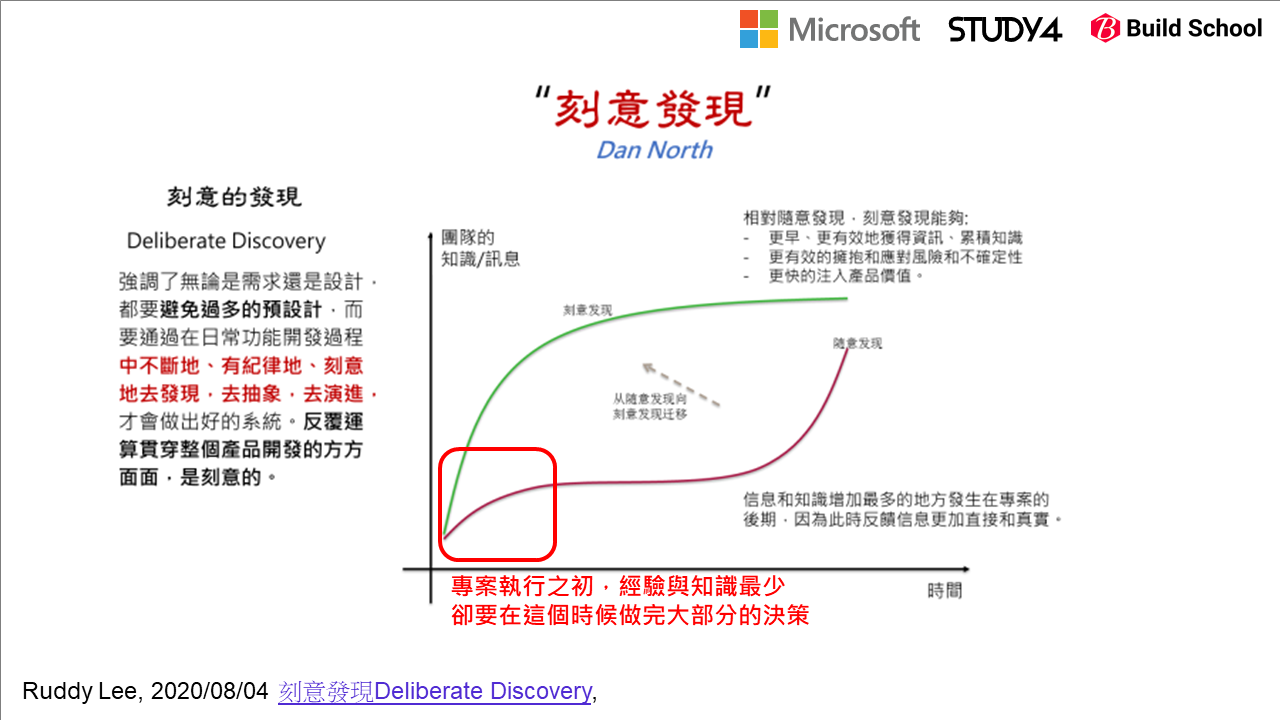 Microsoft STUDY4 Build School
“刻意發現”
Dan North
刻意的發現
Deliberate Discovery
強調了無論是需求還是設計，
都要避免過多的預設計，而
要通過在日常功能開發過程
中不斷地、有紀律地、刻意
地去發現，去抽象，去演進，
才會做出好的系統。反覆運
算貫穿整個產品開發的方方
面面，是刻意的。
團隊的
知識/訊息
相對隨意發現，刻意發現能夠:
- 更早、更有效地獲得資訊、累積知識
- 更有效的擁抱和應對風險和不確定性
- 更快的注入產品價值。
刻意发现
隨意发现
从随意发现向
刻意发现迁移
信息和知識增加最多的地方發生在專案的
後期，因為此時反饋信息更加直接和真實。
時間
專案執行之初，經驗與知識最少
卻要在這個時候做完大部分的決策
Ruddy Lee, 2020/08/04 刻意發現Deliberate Discovery,